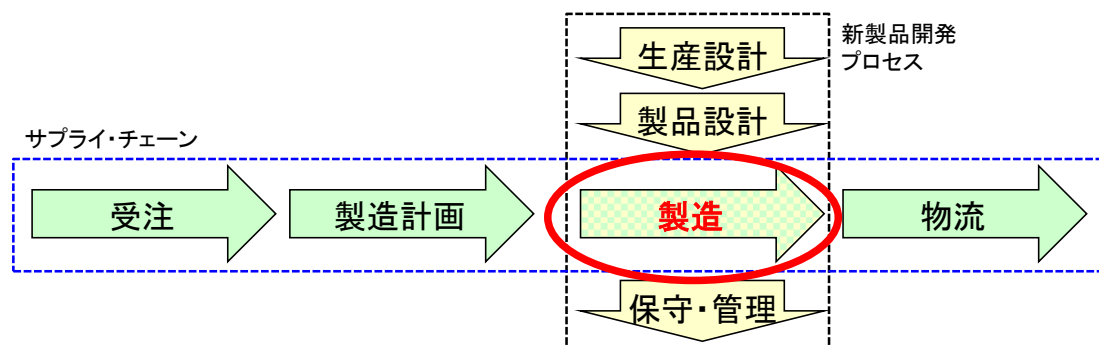 生産設計
新製品開発
プロセス
製品設計
サプライ・チェーン
受注
製造計画
製造
物流
保守・管理